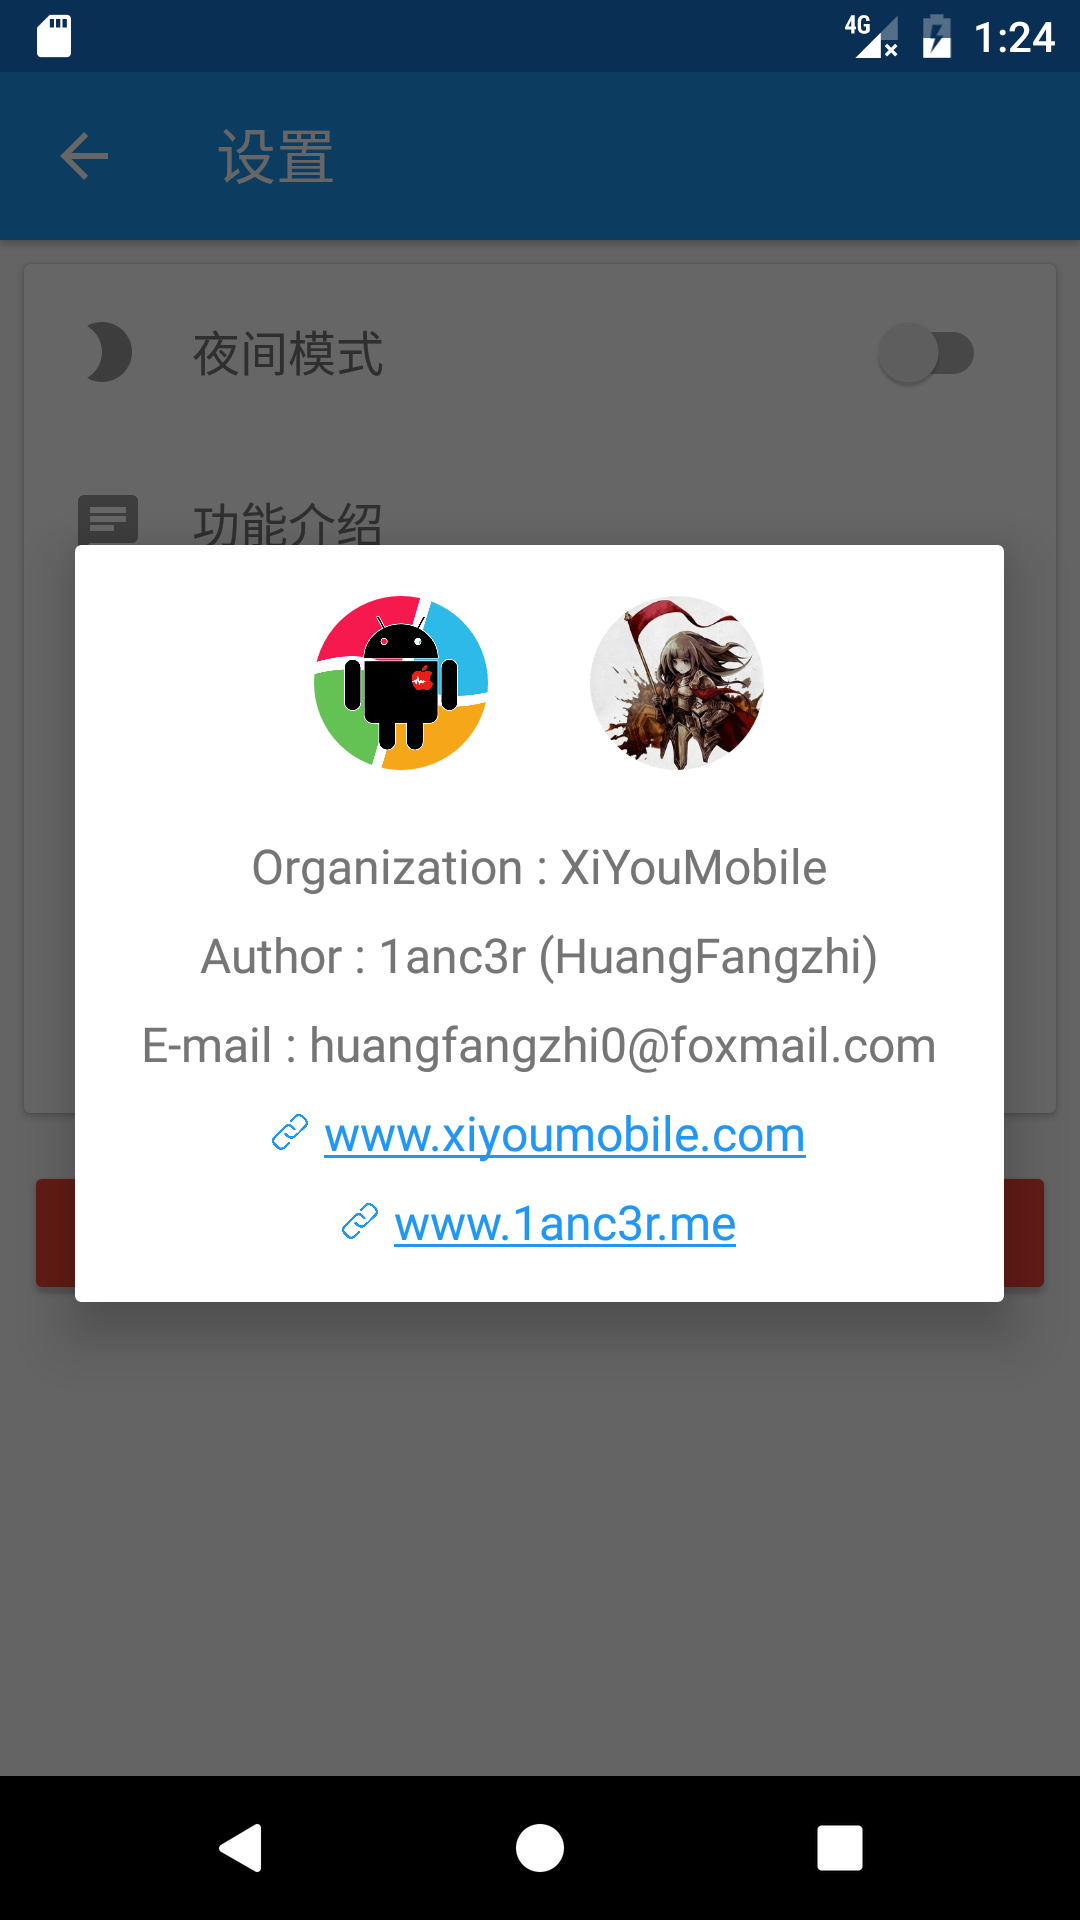 4G 1:24
设置
夜间模式
功能介绍
Organization : XiYouMobile
Author : 1anc3r (HuangFangzhi)
E-mail : huangfangzhi0@foxmail.com
www.xiyoumobile.com
www.1anc3r.me